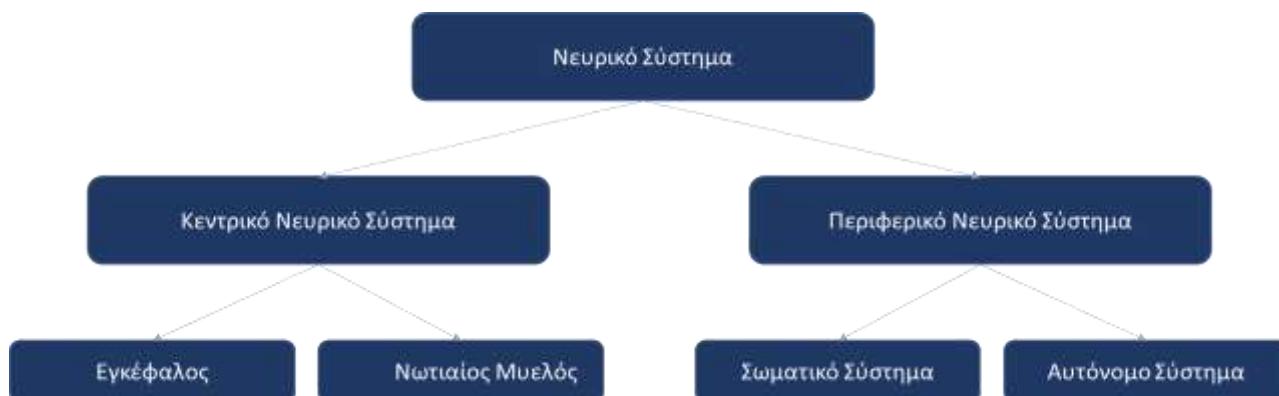 Νευρικό Σύστημα
Κεντρικό Νευρικό Σύστημα
Περιφερικό Νευρικό Σύστημα
Εγκέφαλος
Νωτιαίος Μυελός
Σωματικό Σύστημα
Αυτόνομο Σύστημα